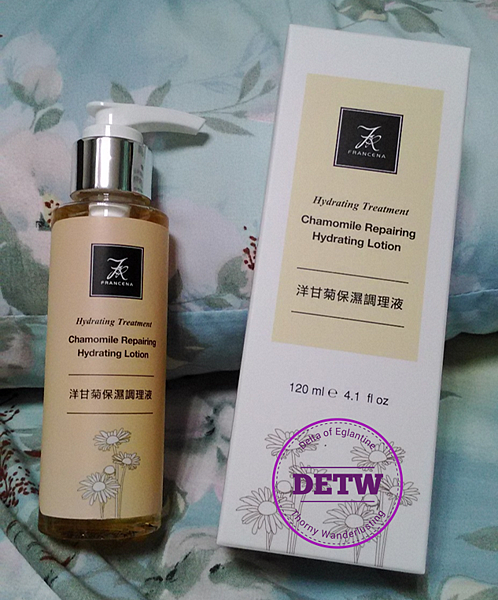 FRANCENA
Hydrating Treatment
Chamomile Repairing
Hydrating Lotion
洋甘菊保濕調理液
FRANCENA
Hydrating Treatment
Chamomile Repairing
Hydrating Lotion
洋甘菊保濕調理液
120 ml ℮ 4.1 fl oz
Delta of Eglantine
DETW
Thorny Wanderlusting